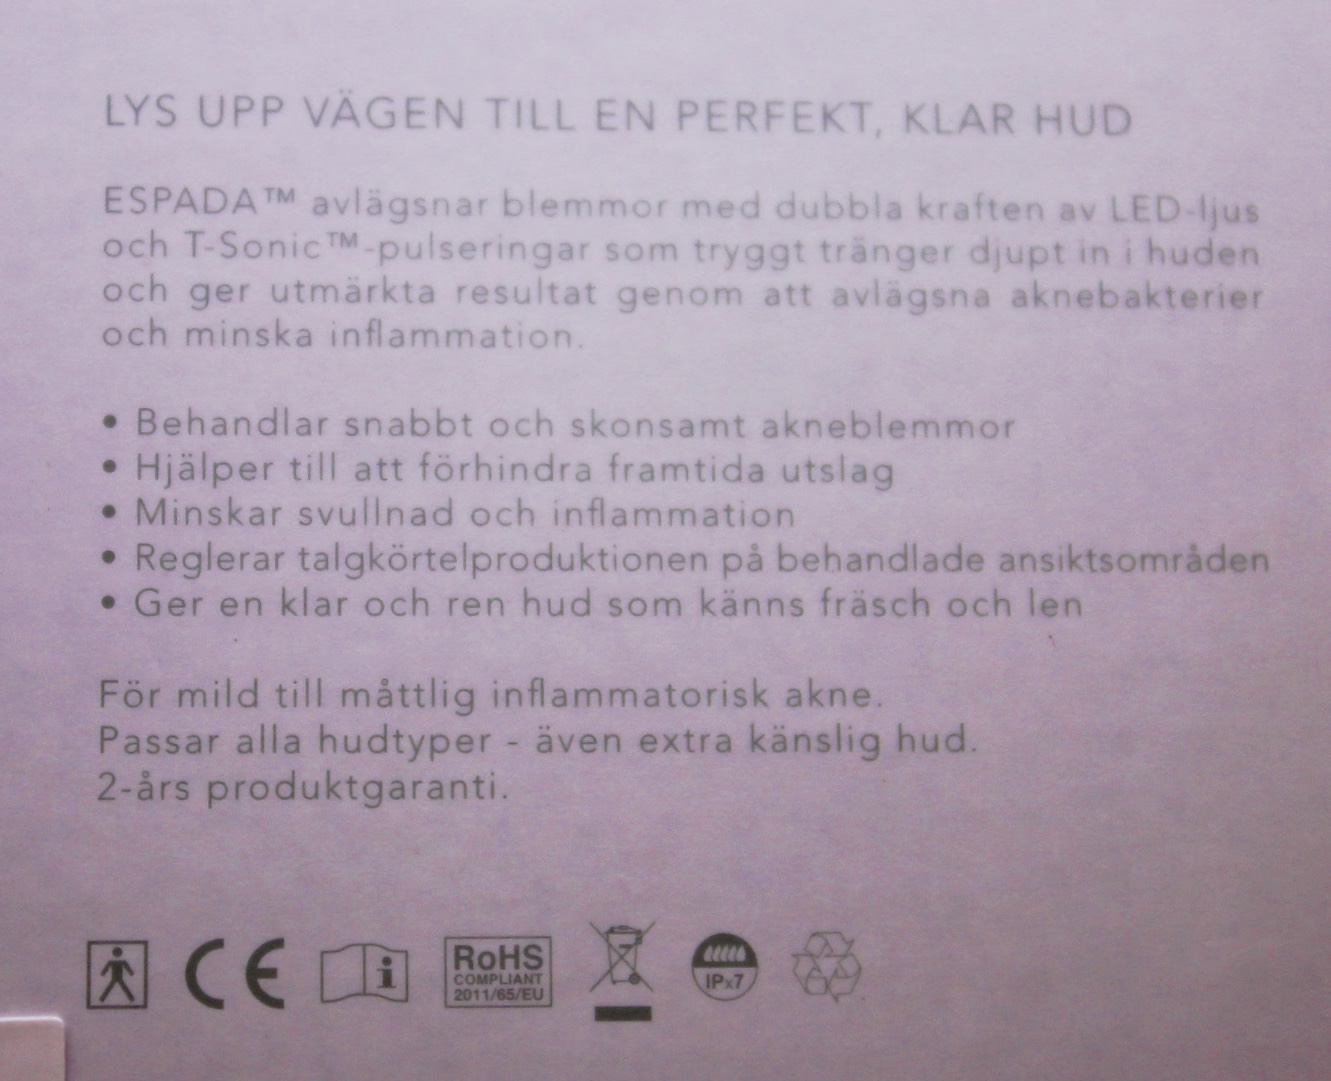 LYS UPP VÄGEN TILL EN PERFEKT, KLAR HUD
ESPADA™ avlägsnar blemmor med dubbla kraften av LED-ljus
och T-Sonic™-pulseringar som tryggt tränger djupt in i huden
och ger utmärkta resultat genom att avlägsna aknebakterier
och minska inflammation.
• Behandlar snabbt och skonsamt akneblemmor
• Hjälper till att förhindra framtida utslag
• Minskar svullnad och inflammation
• Reglerar talgkörtelproduktionen på behandlade ansiktsområden
• Ger en klar och ren hud som känns fräsch och len
För mild till måttlig inflammatorisk akne.
Passar alla hudtyper - även extra känslig hud.
2-års produktgaranti.
CE i RoHS IPx7
COMPLIANT
2011/65/EU